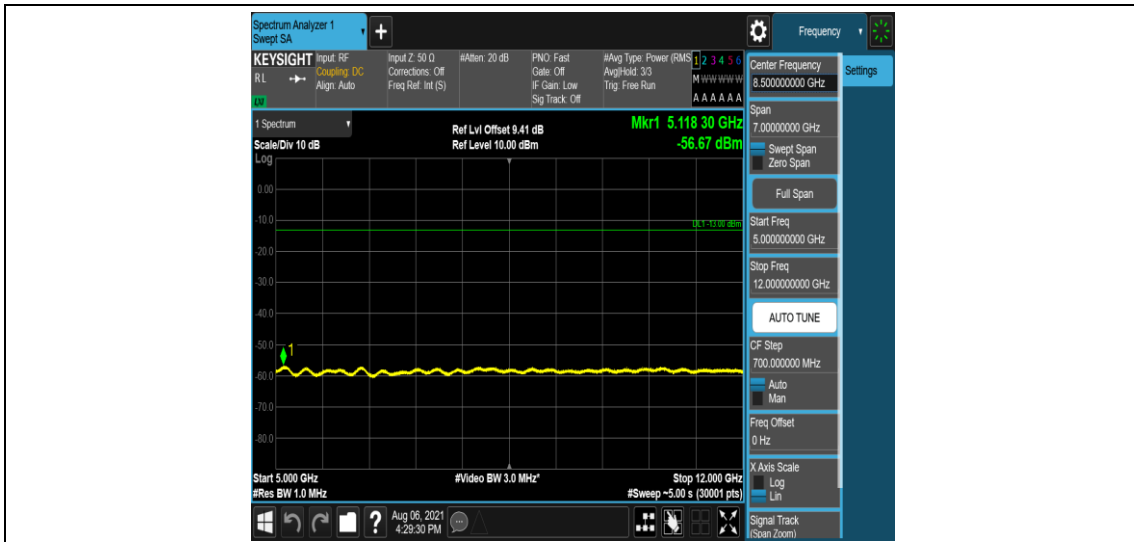 Spectrum Analyzer 1
Swept SA
+
Frequency
KEYSIGHT
RL
LM
Input: RF
Coupling: DC
Align: Auto
Input Z: 50 Ω
Corrections: Off
Freq Ref: Int (S)
#Atten: 20 dB
PNO: Fast
Gate: Off
IF Gain: Low
Sig Track: Off
#Avg Type: Power (RMS
Avg|Hold: 3/3
Trig: Free Run
1 2 3 4 5 6
M W W W W W
A A A A A A
1 Spectrum
Scale/Div 10 dB
Ref Lvl Offset 9.41 dB
Ref Level 10.00 dBm
Mkr1 5.118 30 GHz
-56.67 dBm
Log
0.00
-10.0
DL1 -13.00 dBm
-20.0
-30.0
-40.0
-50.0
1
-60.0
-70.0
-80.0
Start 5.000 GHz
#Video BW 3.0 MHz*
Stop 12.000 GHz
#Res BW 1.0 MHz
#Sweep ~5.00 s (30001 pts)
?
Aug 06, 2021
4:29:30 PM
Center Frequency
8.500000000 GHz
Settings
Span
7.00000000 GHz
Swept Span
Zero Span
Full Span
Start Freq
5.000000000 GHz
Stop Freq
12.000000000 GHz
AUTO TUNE
CF Step
700.000000 MHz
Auto
Man
Freq Offset
0 Hz
X Axis Scale
Log
Lin
Signal Track
(Span Zoom)